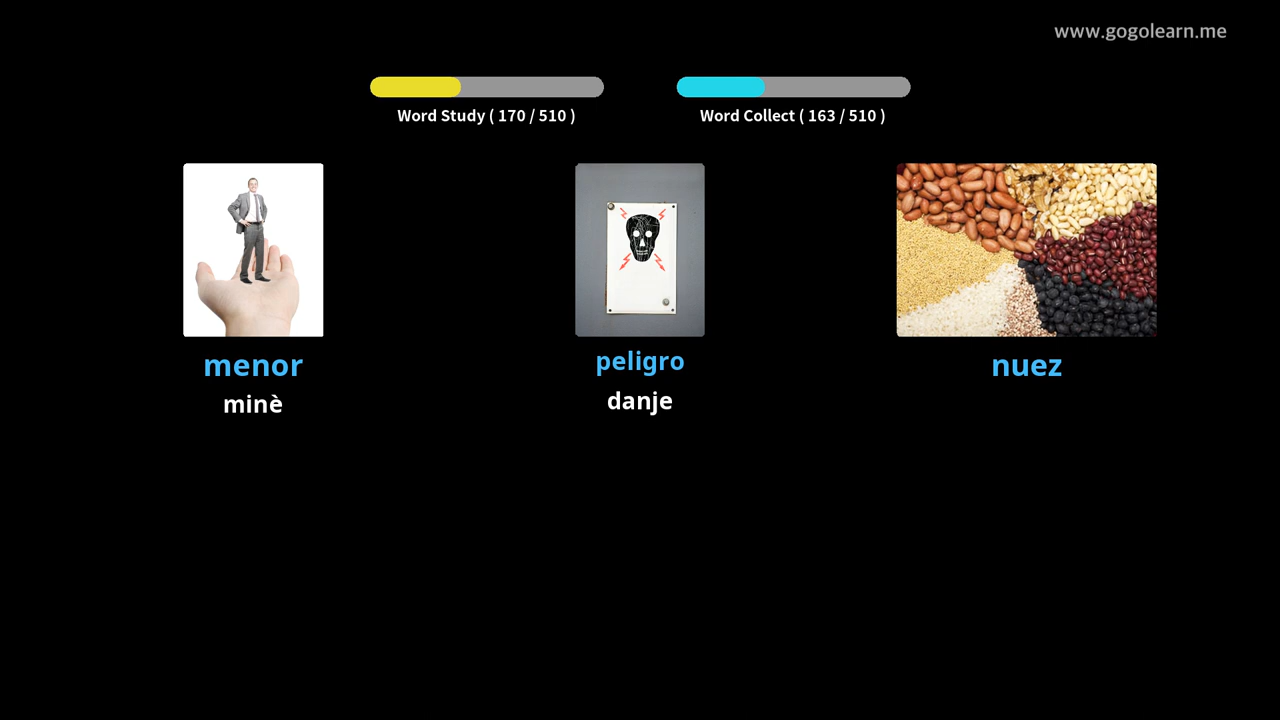 www.gogolearn.me
Word Study ( 170 / 510 )
Word Collect ( 163 / 510 )
menor
peligro
nuez
minè
danje